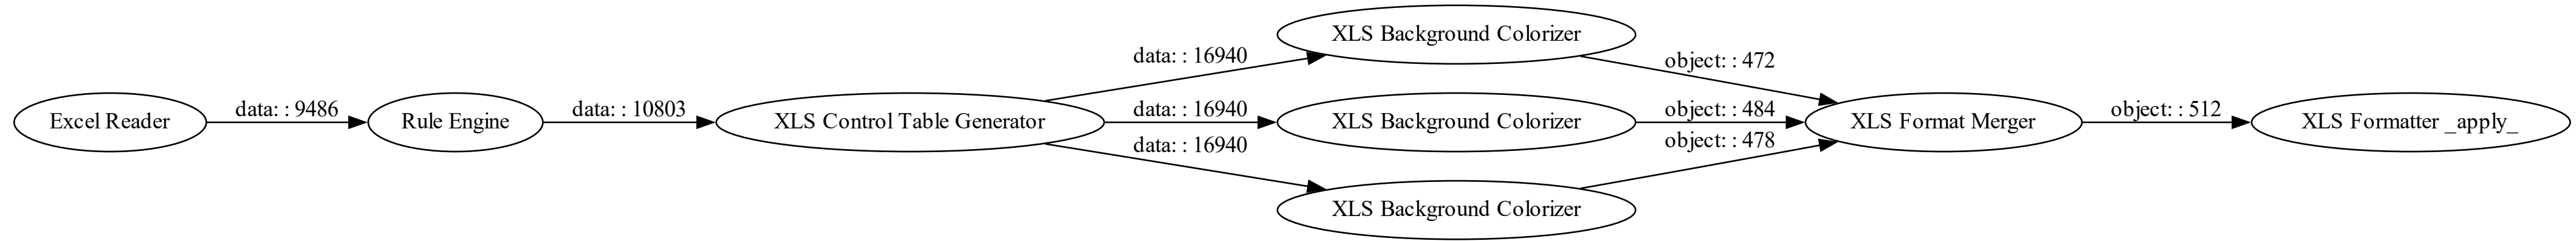 Excel Reader
data: : 9486
Rule Engine
data: : 10803
XLS Control Table Generator
data: : 16940
data: : 16940
data: : 16940
XLS Background Colorizer
XLS Background Colorizer
XLS Background Colorizer
object: : 472
object: : 484
object: : 478
XLS Format Merger
object: : 512
XLS Formatter _apply_